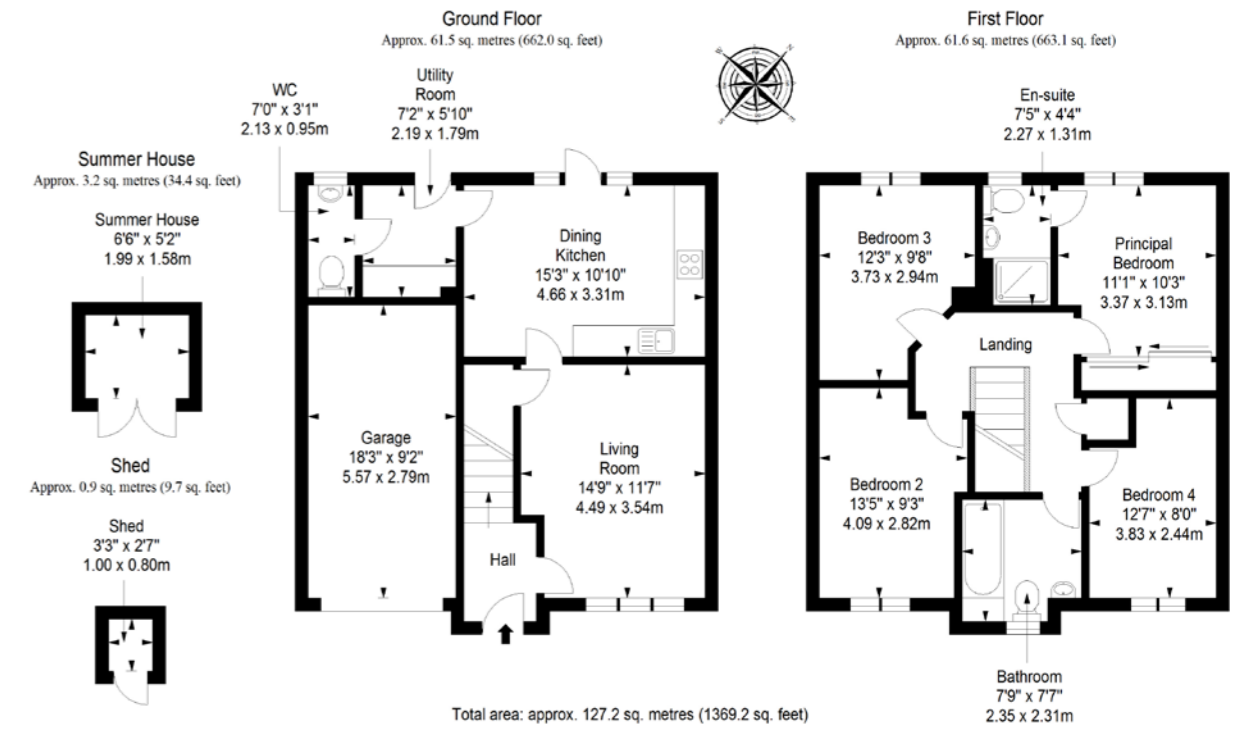 Ground Floor
Approx. 61.5 sq. metres (662.0 sq. feet)
First Floor
Approx. 61.6 sq. metres (663.1 sq. feet)
WC
7'0" x 3'1"
2.13 x 0.95m
Utility
Room
7'2" x 5'10"
2.19 x 1.79m
En-suite
7'5" x 4'4"
2.27 x 1.31m
Summer House
Approx. 3.2 sq. metres (34.4 sq. feet)
Summer House
6'6" x 5'2"
1.99 x 1.58m
Dining
Kitchen
15'3" x 10'10"
4.66 x 3.31m
Bedroom 3
12'3" x 9'8"
3.73 x 2.94m
Principal
Bedroom
11'1" x 10'3"
3.37 x 3.13m
Landing
Garage
18'3" x 9'2"
5.57 x 2.79m
Living
Room
14'9" x 11'7"
4.49 x 3.54m
Shed
Approx. 0.9 sq. metres (9.7 sq. feet)
Shed
3'3" x 2'7"
1.00 x 0.80m
Hall
Bedroom 2
13'5" x 9'3"
4.09 x 2.82m
Bedroom 4
12'7" x 8'0"
3.83 x 2.44m
Bathroom
7'9" x 7'7"
2.35 x 2.31m
Total area: approx. 127.2 sq. metres (1369.2 sq. feet)